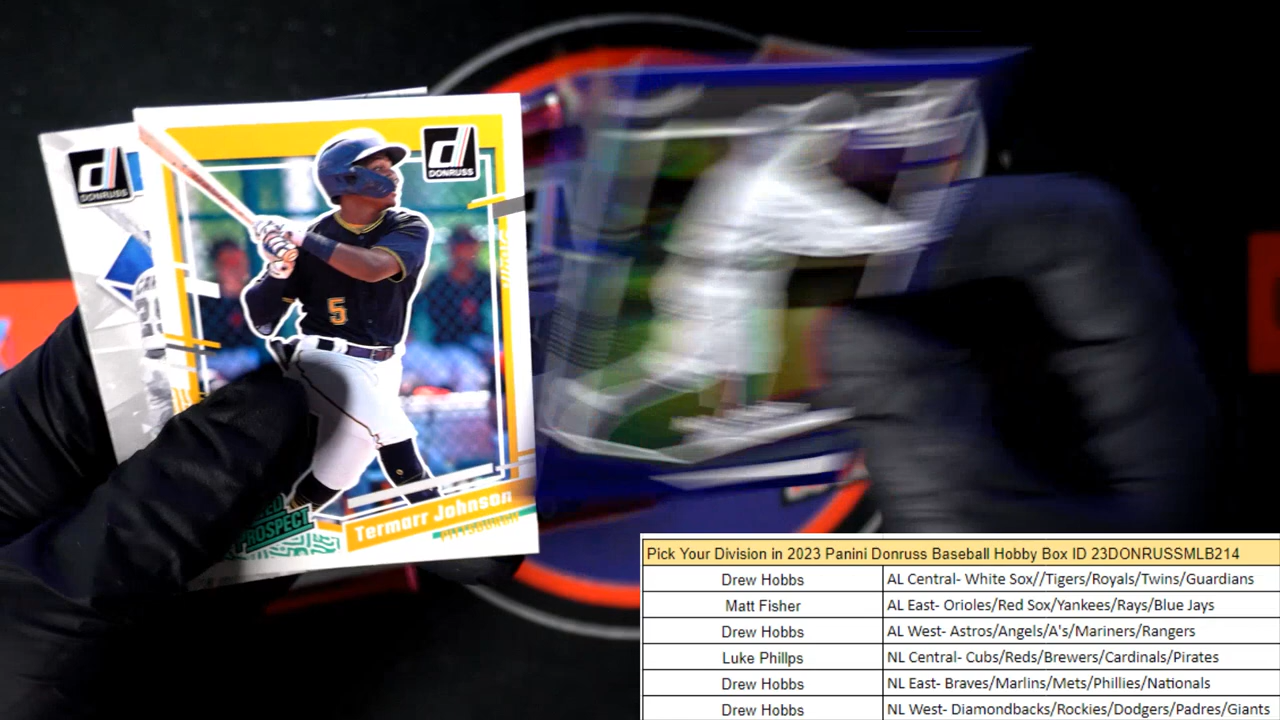 DONRUSS
DONRUSS
5
PROSPECT
Termarr Johnson
PITTSBURGH
Pick Your Division in 2023 Panini Donruss Baseball Hobby Box ID 23DONRUSSMLB214
Drew Hobbs AL Central- White Sox//Tigers/Royals/Twins/Guardians
Matt Fisher AL East- Orioles/Red Sox/Yankees/Rays/Blue Jays
Drew Hobbs AL West- Astros/Angels/A's/Mariners/Rangers
Luke Phillps NL Central- Cubs/Reds/Brewers/Cardinals/Pirates
Drew Hobbs NL East- Braves/Marlins/Mets/Phillies/Nationals
Drew Hobbs NL West- Diamondbacks/Rockies/Dodgers/Padres/Giants